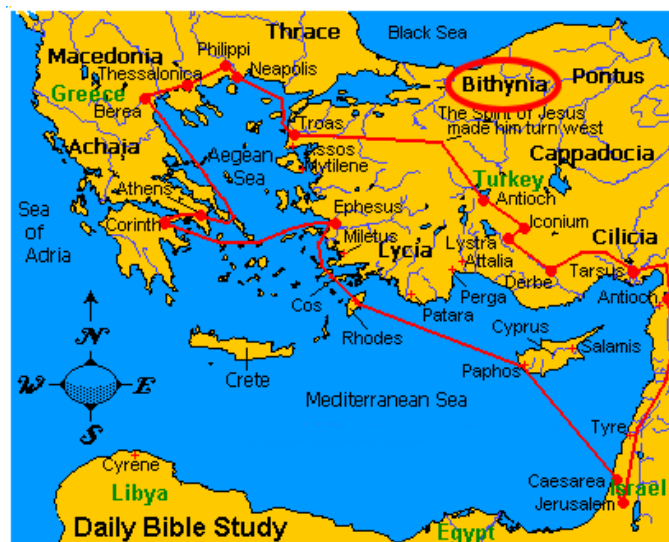 Thrace
Black Sea
Macedonia
Philippi
Thessalonica
Neapolis
Greece
Berea
Bithynia
Pontus
The Spirit of Jesus
made him turn west
Troas
Assos
Mytilene
Achaia
Aegean
Sea
Cappadocia
Turkey
Antioch
Athens
Sea
of
Adria
Corinth
Ephesus
Iconium
Miletus
Lycia
Lystra
Attalia
Cilicia
Derbe
Tarsus
Antioch
Cos
Perga
Patara
Rhodes
Cyprus
Salamis
N
W
E
S
Crete
Paphos
Mediterranean Sea
Tyre
Cyrene
Libya
Caesarea
Israel
Jerusalem
Daily Bible Study
Egypt